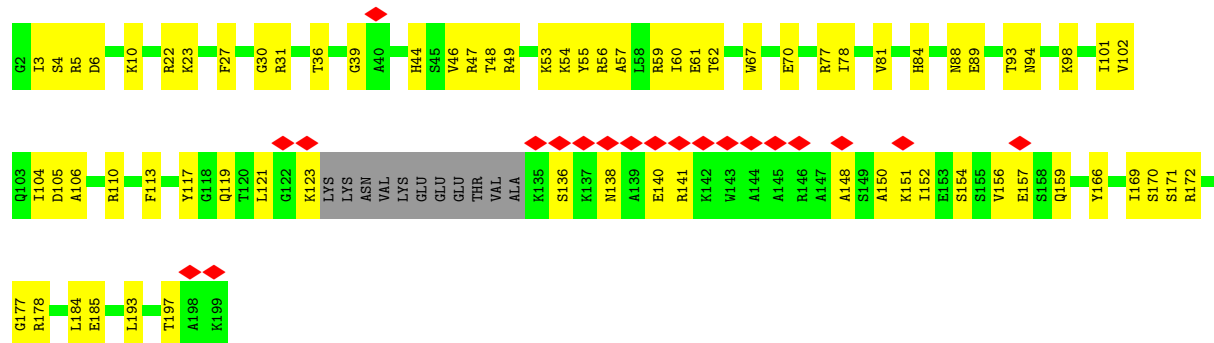 G2 I3 S4 R5 D6 K10 R22 K23 F27 G30 R31 T36 G39 A40 H44 S45 V46 R47 T48 R49 K53 K54 Y55 R56 A57 L58 R59 I60 E61 T62 W67 E70 R77 I78 V81 H84 N88 E89 T93 N94 K98 I101 V102
Q103 I104 D105 A106 R110 F113 Y117 G118 Q119 T120 L121 G122 K123 LYS LYS ASN VAL LYS GLU GLU GLU THR VAL ALA K135 S136 K137 N138 A139 E140 R141 K142 W143 A144 A145 R146 A147 A148 S149 A150 K151 I152 E153 S154 S155 V156 E157 S158 Q159 Y166 I169 S170 S171 R172
G177 R178 L184 E185 L193 T197 A198 K199